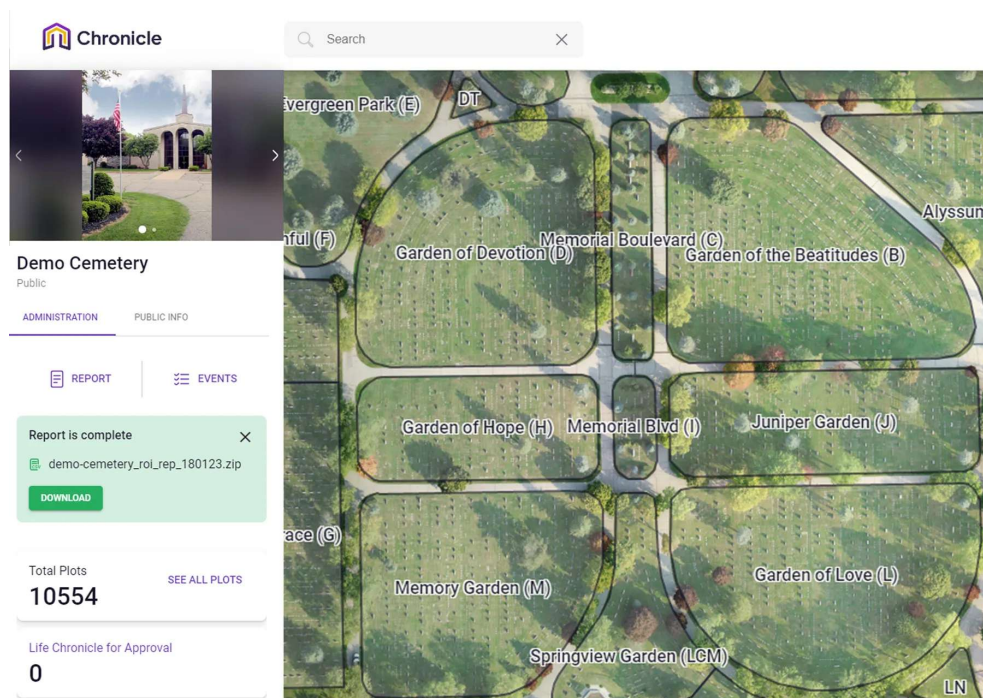 Chronicle
Search
Evergreen Park (E)
DT
Alyssum
nful (F)
Garden of Devotion (D)
Memorial Boulevard (C)
Garden of the Beatitudes (B)
Demo Cemetery
Public
ADMINISTRATION
PUBLIC INFO
REPORT
EVENTS
Report is complete
demo-cemetery_roi_rep_180123.zip
DOWNLOAD
Garden of Hope (H)
Memorial Blvd (I)
Juniper Garden (J)
race (G)
Total Plots
SEE ALL PLOTS
10554
Memory Garden (M)
Garden of Love (L)
Life Chronicle for Approval
0
Springview Garden (LCM)
LN